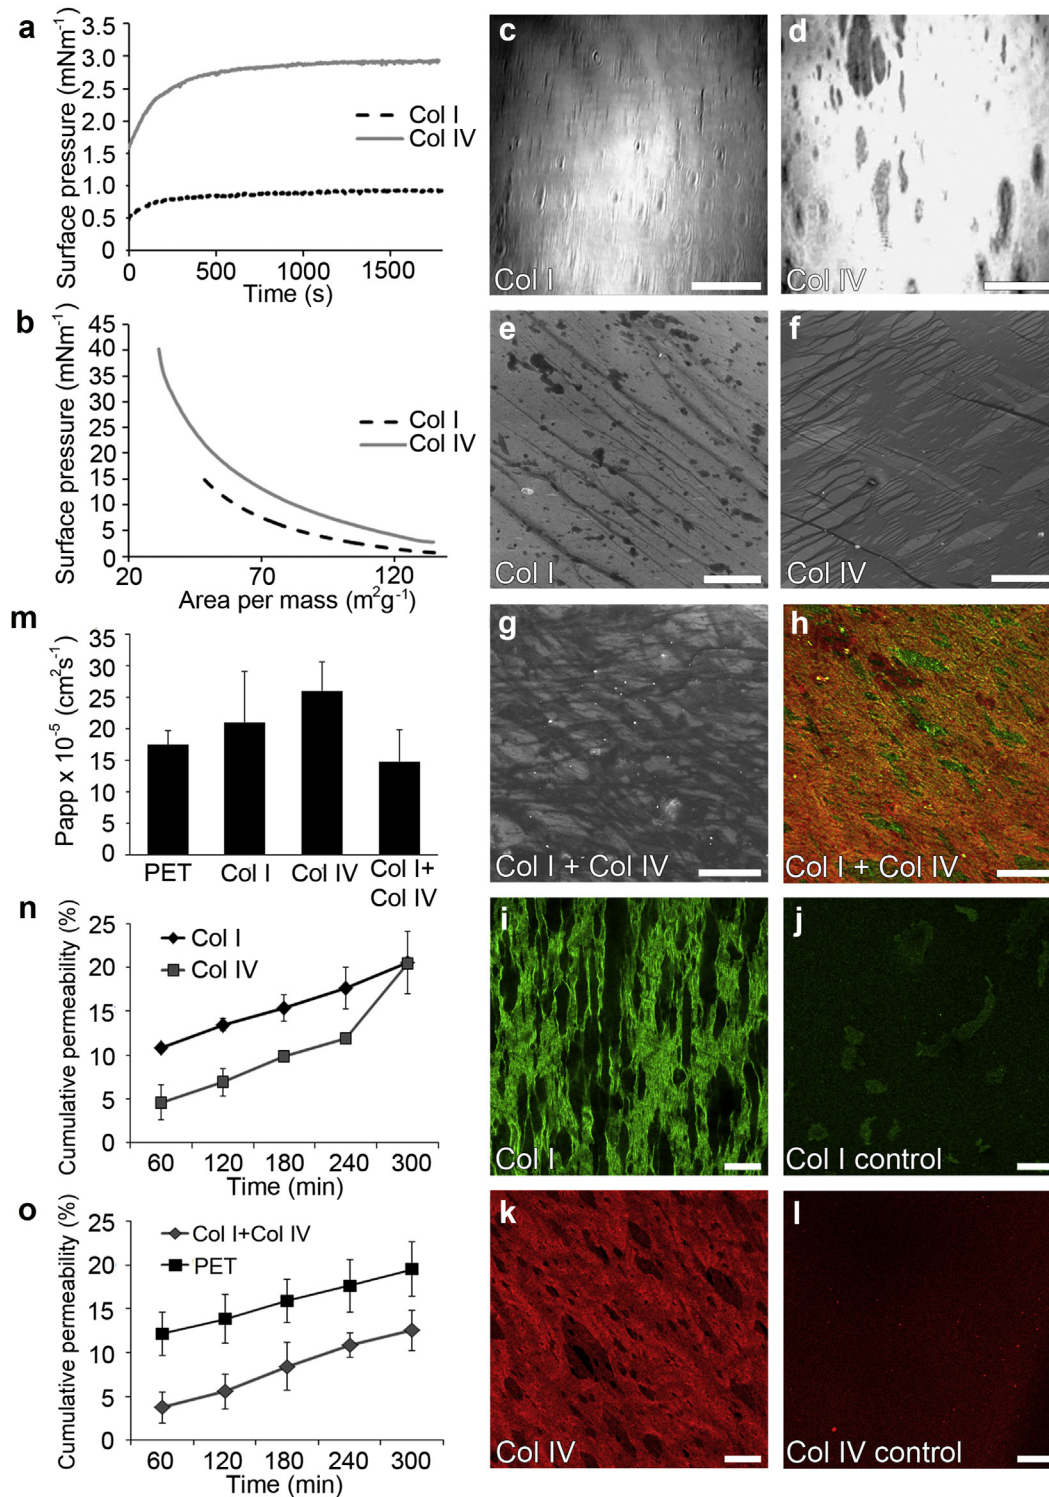 a
Surface pressure (mNm-1)
3.5
3.0
2.5
2.0
1.5
1.0
0.5
0
0 500 1000 1500
Time (s)
Col I
Col IV
b
Surface pressure (mNm-1)
45
40
35
30
25
20
15
10
5
0
20 70 120
Area per mass (m2g-1)
Col I
Col IV
c
Col I
d
Col IV
e
Col I
f
Col IV
g
Col I + Col IV
h
Col I + Col IV
i
Col I
j
Col I control
k
Col IV
l
Col IV control
m
Papp x 10-5 (cm2s-1)
35
30
25
20
15
10
5
0
PET Col I Col IV Col I+
Col IV
n
Cumulative permeability (%)
25
20
15
10
5
0
60 120 180 240 300
Time (min)
Col I
Col IV
o
Cumulative permeability (%)
25
20
15
10
5
0
60 120 180 240 300
Time (min)
Col I+Col IV
PET